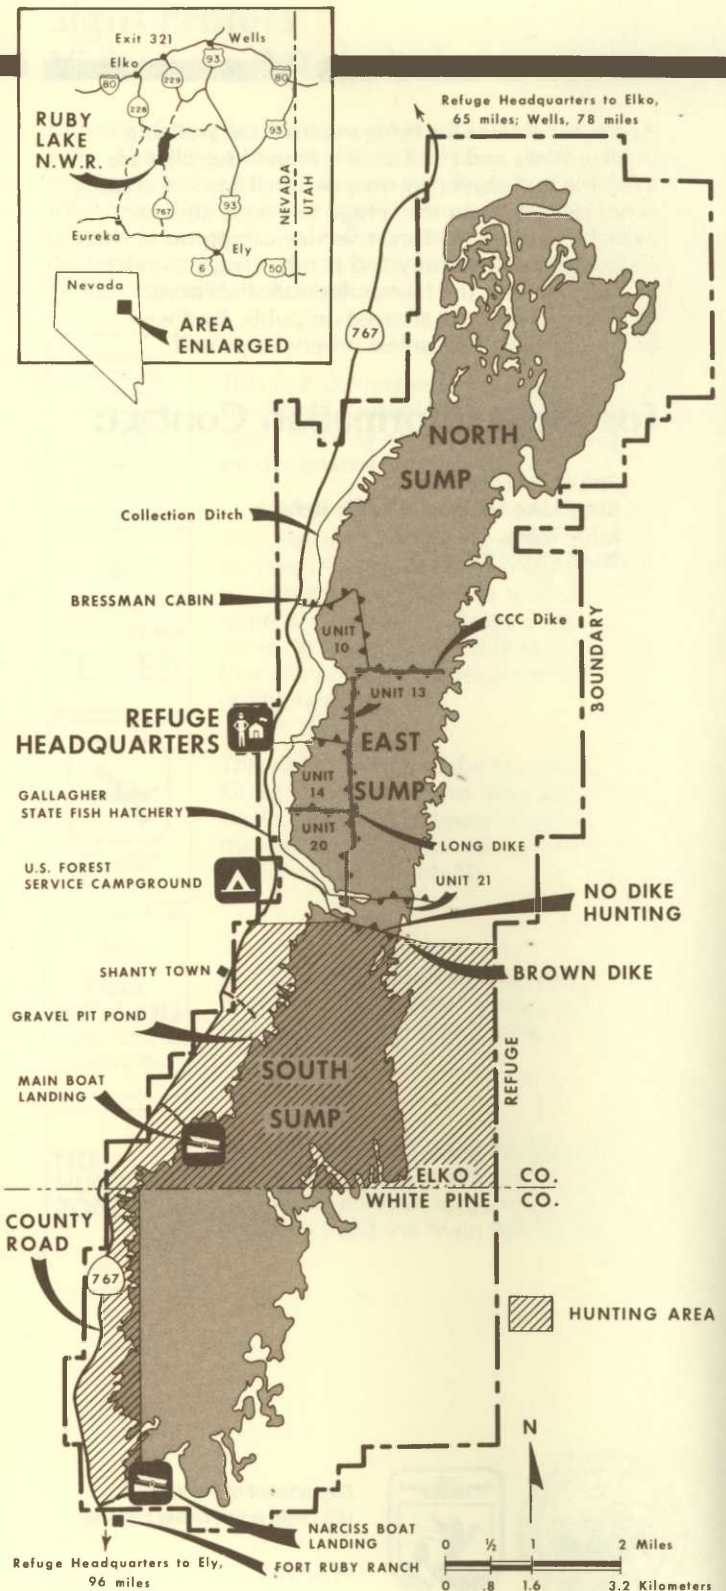 Exit 321
Wells
Elko
93
80
229
80
228
RUBY
LAKE
N.W.R.
93
NEVADA
UTAH
767
93
Eureka
Ely
6
50
Nevada
AREA
ENLARGED
Refuge Headquarters to Elko,
65 miles; Wells, 78 miles
767
NORTH
SUMP
Collection Ditch
BRESSMAN CABIN
UNIT
10
CCC Dike
BOUNDARY
UNIT 13
REFUGE
HEADQUARTERS
EAST
SUMP
UNIT
14
GALLAGHER
STATE FISH HATCHERY
UNIT
20
LONG DIKE
U.S. FOREST
SERVICE CAMPGROUND
UNIT 21
NO DIKE
HUNTING
BROWN DIKE
SHANTY TOWN
GRAVEL PIT POND
SOUTH
SUMP
REFUGE
MAIN BOAT
LANDING
ELKO CO.
WHITE PINE CO.
COUNTY
ROAD
767
HUNTING AREA
N
NARCISS BOAT
LANDING
FORT RUBY RANCH
Refuge Headquarters to Ely,
96 miles
0 ½ 1 2 Miles
0 .8 1.6 3.2 Kilometers